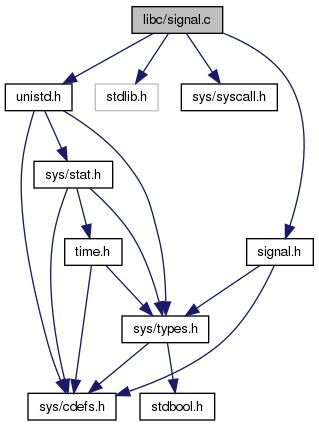 libc/signal.c
unistd.h
stdlib.h
sys/syscall.h
sys/stat.h
time.h
signal.h
sys/types.h
sys/cdefs.h
stdbool.h